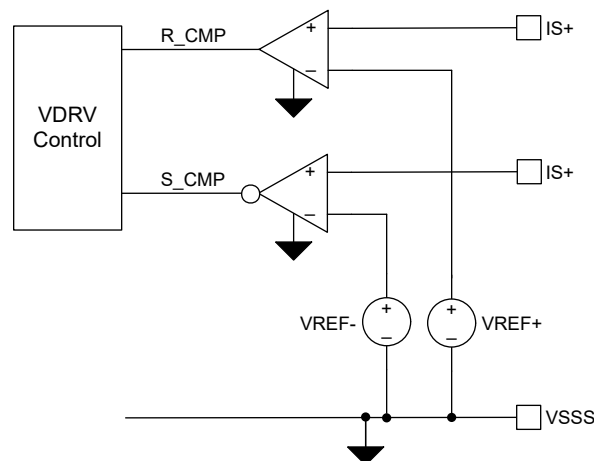 R_CMP
+
–
IS+
VDRV
Control
S_CMP
+
–
IS+
VREF-
+
–
+
–
VREF+
VSSS